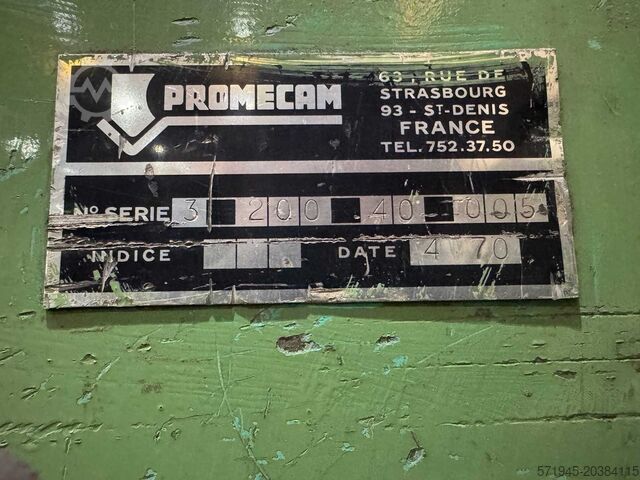 PROMECAM
63, RUE DE
STRASBOURG
93 - ST-DENIS
FRANCE
TEL. 752.37.50
Nº SERIE 3 200 40 005
INDICE DATE 4 70
571945-20384115